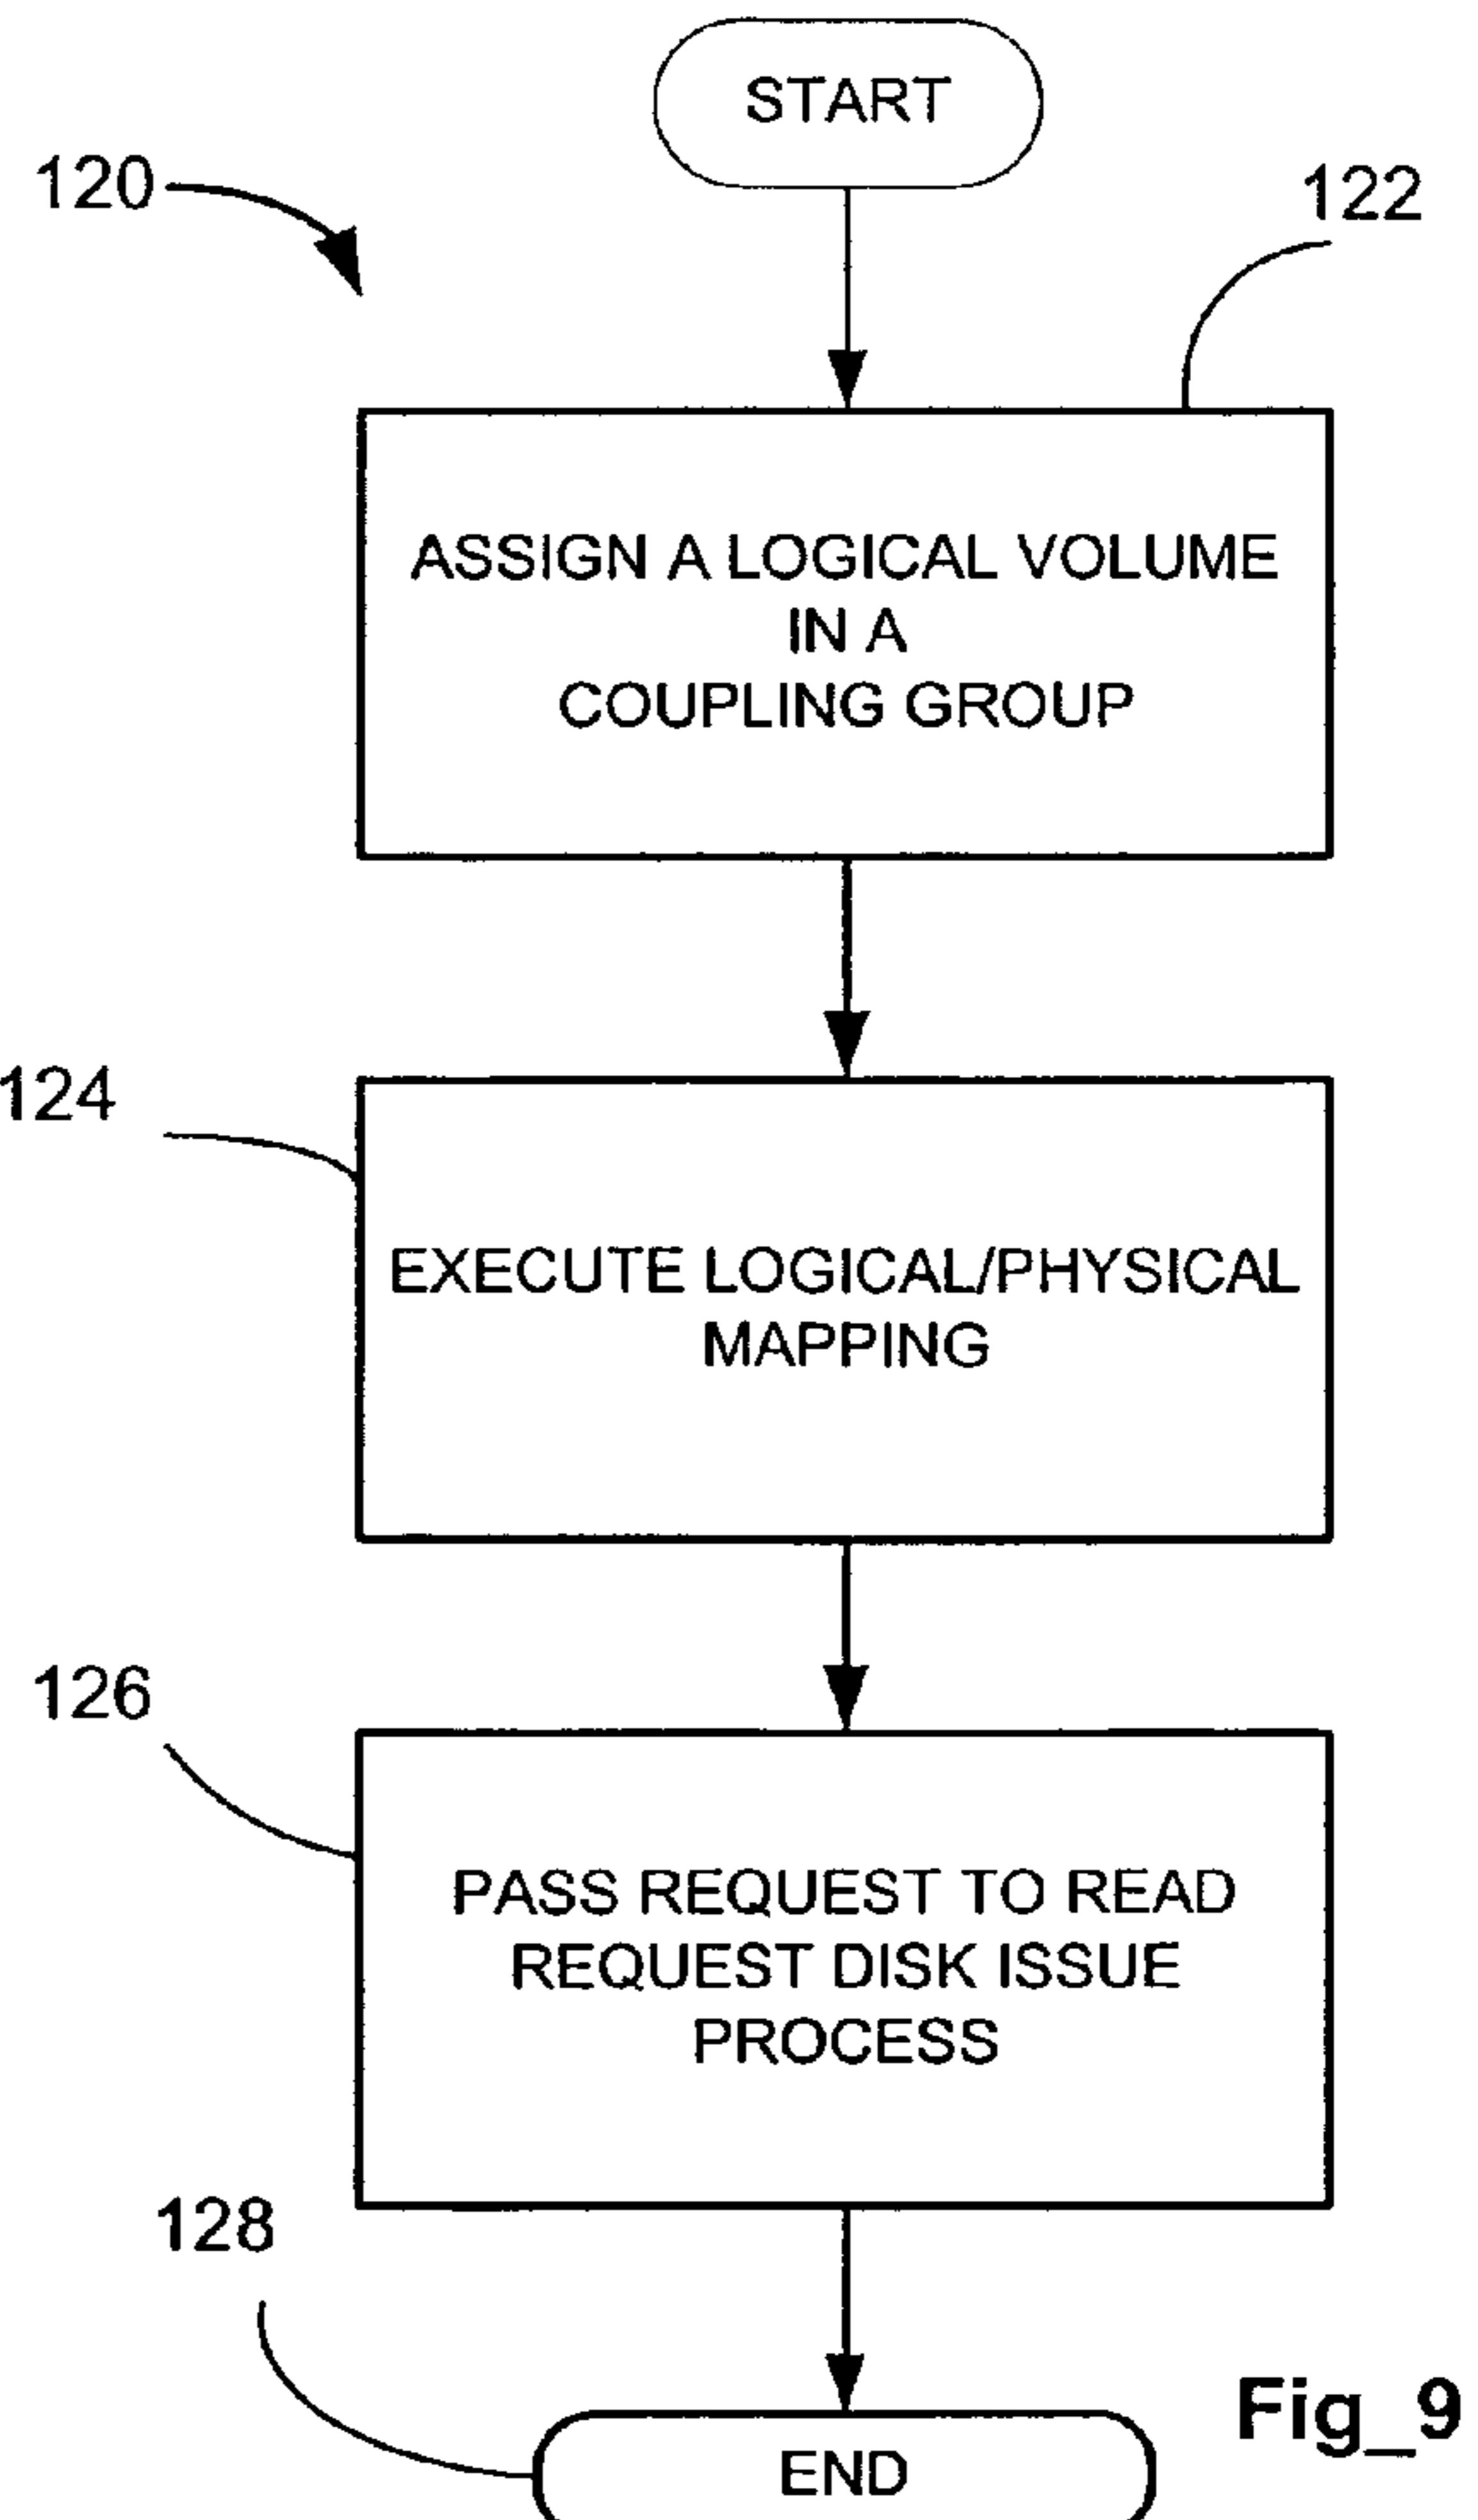 START
120
122
ASSIGN A LOGICAL VOLUME
IN A
COUPLING GROUP
124
EXECUTE LOGICAL/PHYSICAL
MAPPING
126
PASS REQUEST TO READ
REQUEST DISK ISSUE
PROCESS
128
END
Fig_9